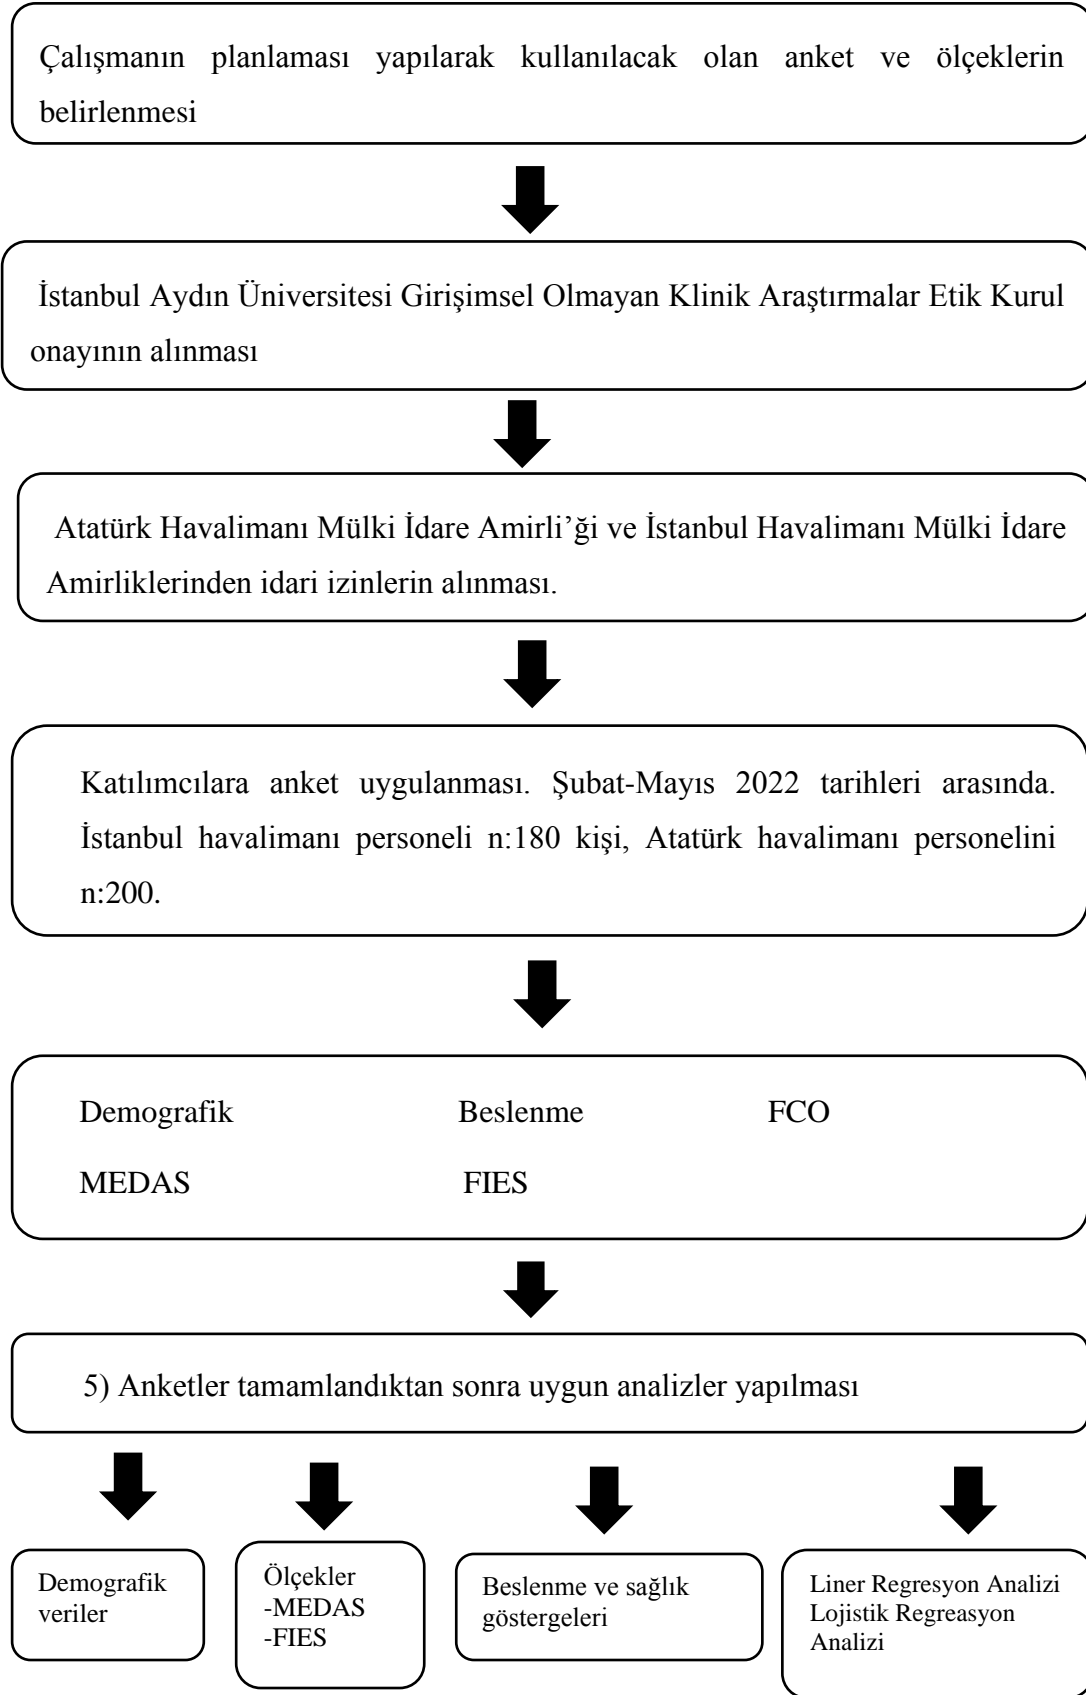 Çalışmanın planlaması yapılarak kullanılacak olan anket ve ölçeklerin
belirlenmesi
İstanbul Aydın Üniversitesi Girişimsel Olmayan Klinik Araştırmalar Etik Kurul
onayının alınması
Atatürk Havalimanı Mülki İdare Amirli’ği ve İstanbul Havalimanı Mülki İdare
Amirliklerinden idari izinlerin alınması.
Katılımcılara anket uygulanması. Şubat-Mayıs 2022 tarihleri arasında.
İstanbul havalimanı personeli n:180 kişi, Atatürk havalimanı personelini
n:200.
Demografik Beslenme FCO
MEDAS FIES
5) Anketler tamamlandıktan sonra uygun analizler yapılması
Demografik
veriler
Ölçekler
-MEDAS
-FIES
Beslenme ve sağlık
göstergeleri
Liner Regresyon Analizi
Lojistik Regreasyon
Analizi